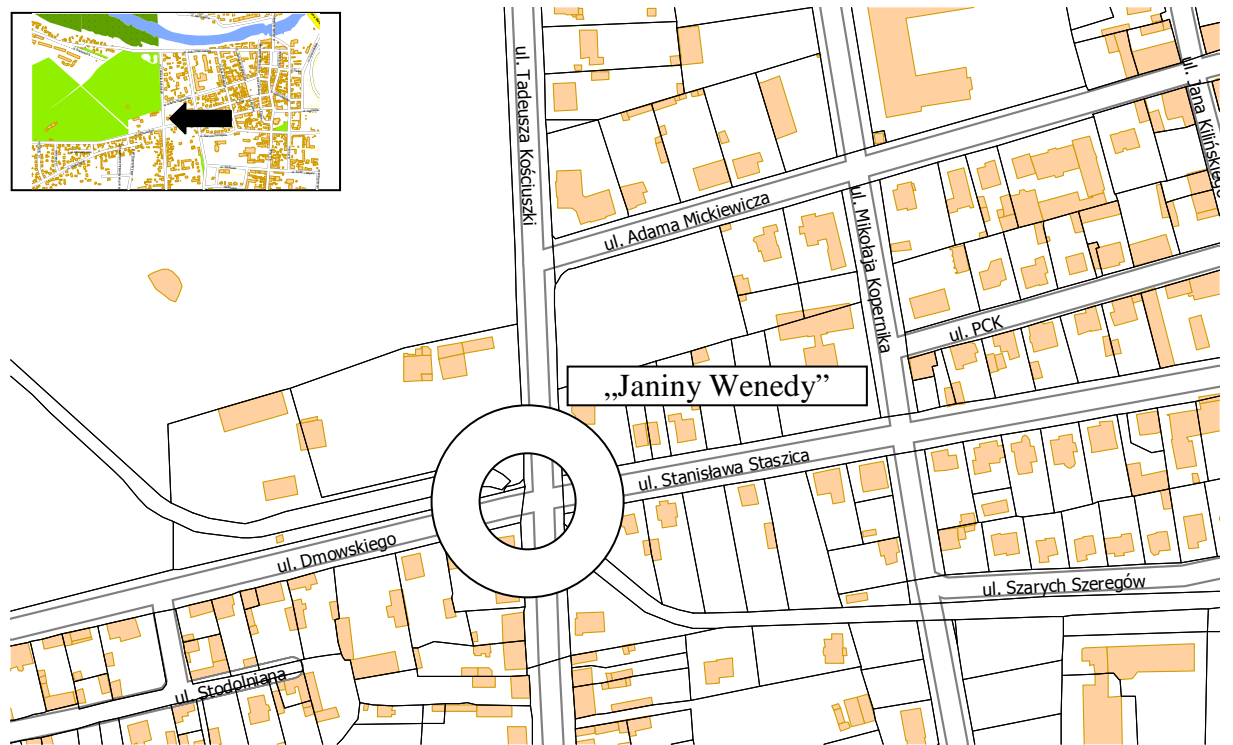 ul. Tadeusza Kościuszki
ul. Jana Kilińskiego
ul. Adama Mickiewicza
ul. Mikołaja Kopernika
ul. PCK
„Janiny Wenedy”
ul. Stanisława Staszica
ul. Dmowskiego
ul. Szarych Szeregów
ul. Stodolniana